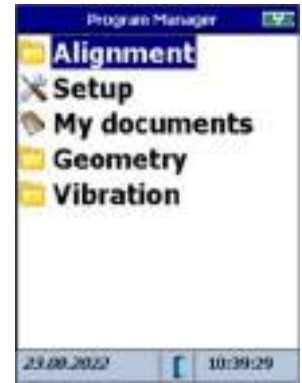 Program Manager
Alignment
Setup
My documents
Geometry
Vibration
23.08.2022
10:39:29